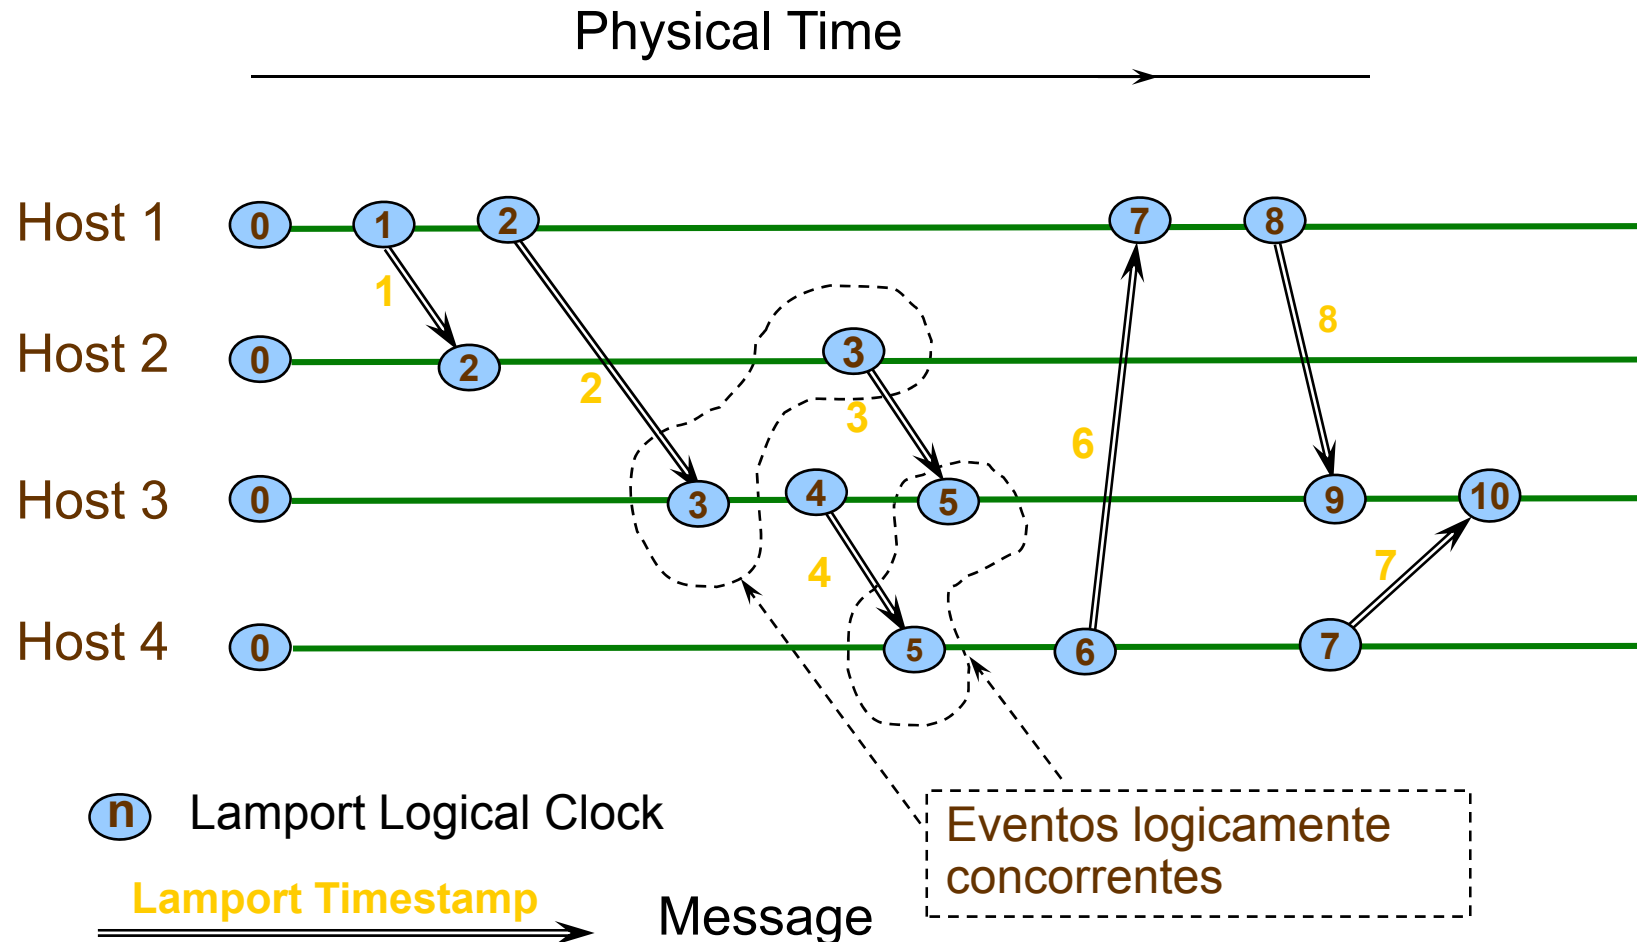 Physical Time
Host 1 0 1 2 7 8
1
8
Host 2 0 2 3
2
3
6
Host 3 0 3 4 5 9 10
4
7
Host 4 0 5 6 7
n Lamport Logical Clock
Eventos logicamente
concorrentes
Lamport Timestamp
Message